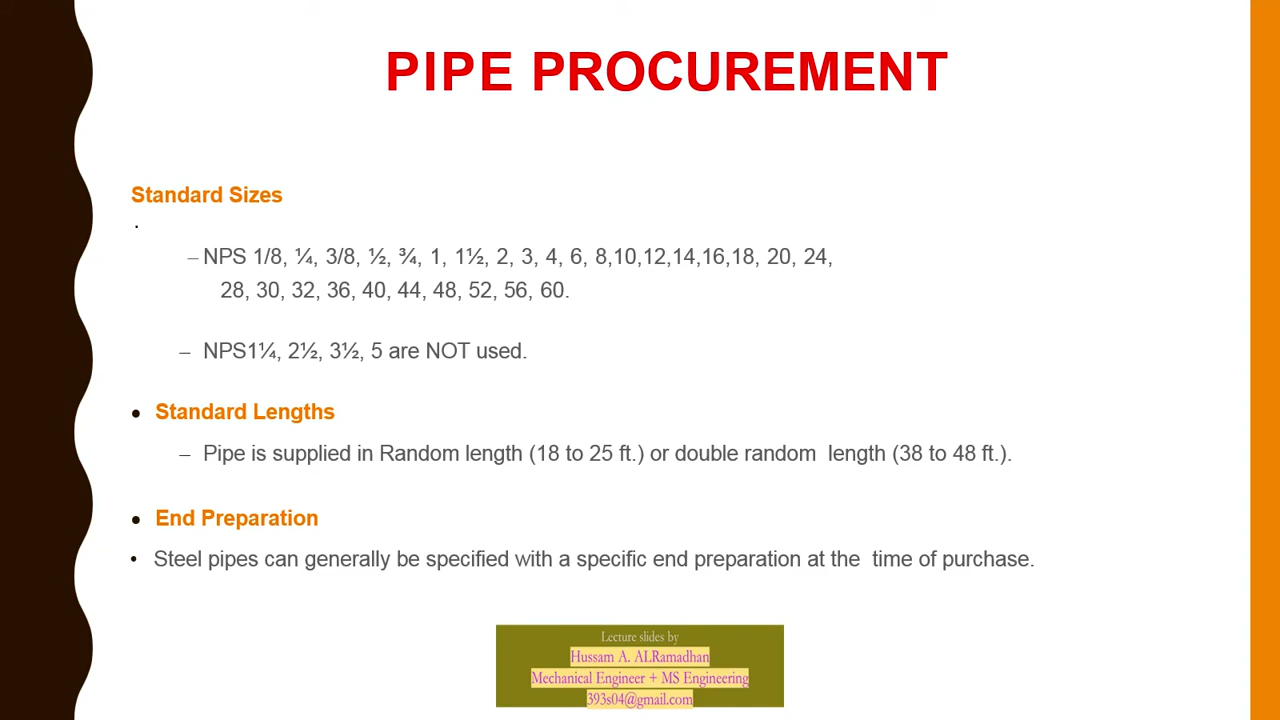 PIPE PROCUREMENT
Standard Sizes
–NPS 1/8, ¼, 3/8, ½, ¾, 1, 1½, 2, 3, 4, 6, 8,10,12,14,16,18, 20, 24,
28, 30, 32, 36, 40, 44, 48, 52, 56, 60.
– NPS1¼, 2½, 3½, 5 are NOT used.
• Standard Lengths
– Pipe is supplied in Random length (18 to 25 ft.) or double random length (38 to 48 ft.).
• End Preparation
• Steel pipes can generally be specified with a specific end preparation at the time of purchase.
Lecture slides by
Hussam A. ALRamadhan
Mechanical Engineer + MS Engineering
393s04@gmail.com